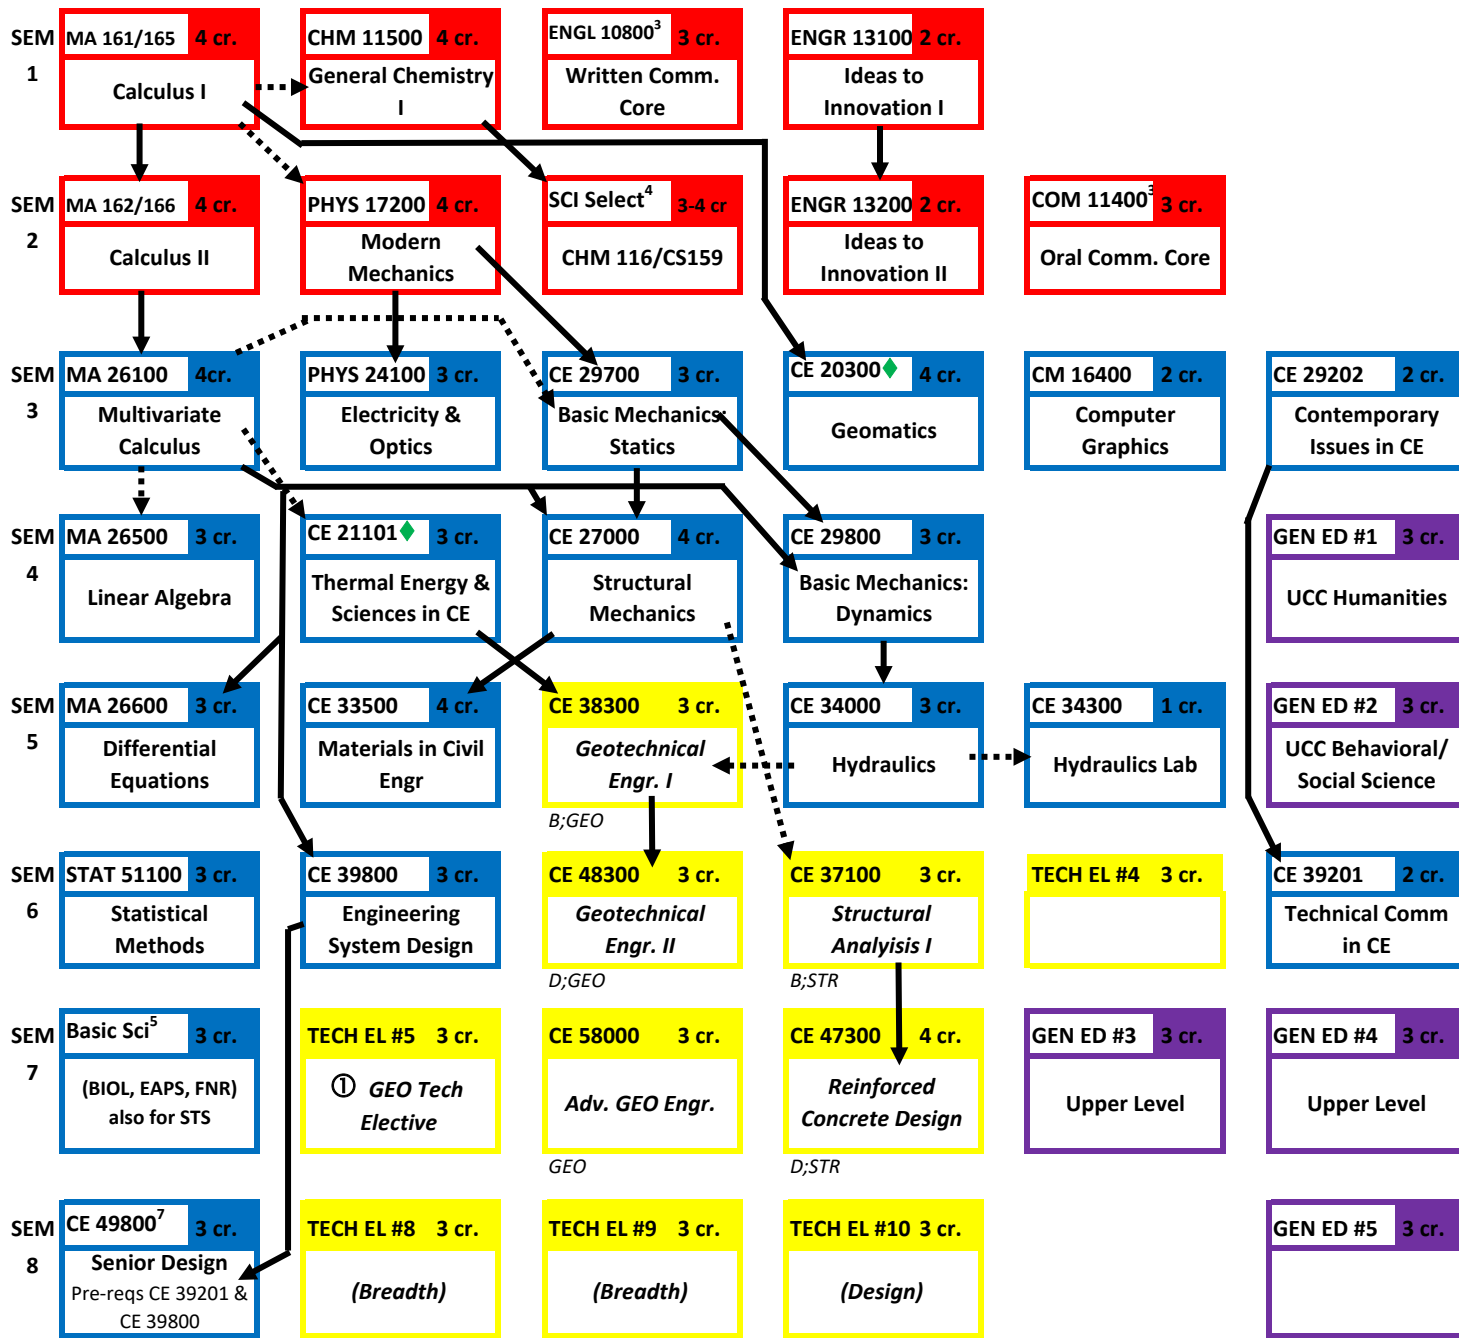 SEM
1
MA 161/165 4 cr.
Calculus I
CHM 11500 4 cr.
General Chemistry
I
ENGL 10800³ 3 cr.
Written Comm.
Core
ENGR 13100 2 cr.
Ideas to
Innovation I
SEM
2
MA 162/166 4 cr.
Calculus II
PHYS 17200 4 cr.
Modern
Mechanics
SCI Select⁴ 3-4 cr
CHM 116/CS159
ENGR 13200 2 cr.
Ideas to
Innovation II
COM 11400³ 3 cr.
Oral Comm. Core
SEM
3
MA 26100 4cr.
Multivariate
Calculus
PHYS 24100 3 cr.
Electricity &
Optics
CE 29700 3 cr.
Basic Mechanics:
Statics
CE 20300♦ 4 cr.
Geomatics
CM 16400 2 cr.
Computer
Graphics
CE 29202 2 cr.
Contemporary
Issues in CE
SEM
4
MA 26500 3 cr.
Linear Algebra
CE 21101♦ 3 cr.
Thermal Energy &
Sciences in CE
CE 27000 4 cr.
Structural
Mechanics
CE 29800 3 cr.
Basic Mechanics:
Dynamics
GEN ED #1 3 cr.
UCC Humanities
SEM
5
MA 26600 3 cr.
Differential
Equations
CE 33500 4 cr.
Materials in Civil
Engr
CE 38300 3 cr.
Geotechnical
Engr. I
B;GEO
CE 34000 3 cr.
Hydraulics
CE 34300 1 cr.
Hydraulics Lab
GEN ED #2 3 cr.
UCC Behavioral/
Social Science
SEM
6
STAT 51100 3 cr.
Statistical
Methods
CE 39800 3 cr.
Engineering
System Design
CE 48300 3 cr.
Geotechnical
Engr. II
D;GEO
CE 37100 3 cr.
Structural
Analyisis I
B;STR
TECH EL #4 3 cr.
CE 39201 2 cr.
Technical Comm
in CE
SEM
7
Basic Sci⁵ 3 cr.
(BIOL, EAPS, FNR)
also for STS
TECH EL #5 3 cr.
① GEO Tech
Elective
CE 58000 3 cr.
Adv. GEO Engr.
GEO
CE 47300 4 cr.
Reinforced
Concrete Design
D;STR
GEN ED #3 3 cr.
Upper Level
GEN ED #4 3 cr.
Upper Level
SEM
8
CE 49800⁷ 3 cr.
Senior Design
Pre-reqs CE 39201 &
CE 39800
TECH EL #8 3 cr.
(Breadth)
TECH EL #9 3 cr.
(Breadth)
TECH EL #10 3 cr.
(Design)
GEN ED #5 3 cr.